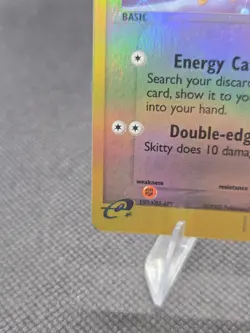 BASIC
Energy Ca
Search your discar
card, show it to yo
into your hand.
Double-edg
Skitty does 10 damag
weakness
resistance